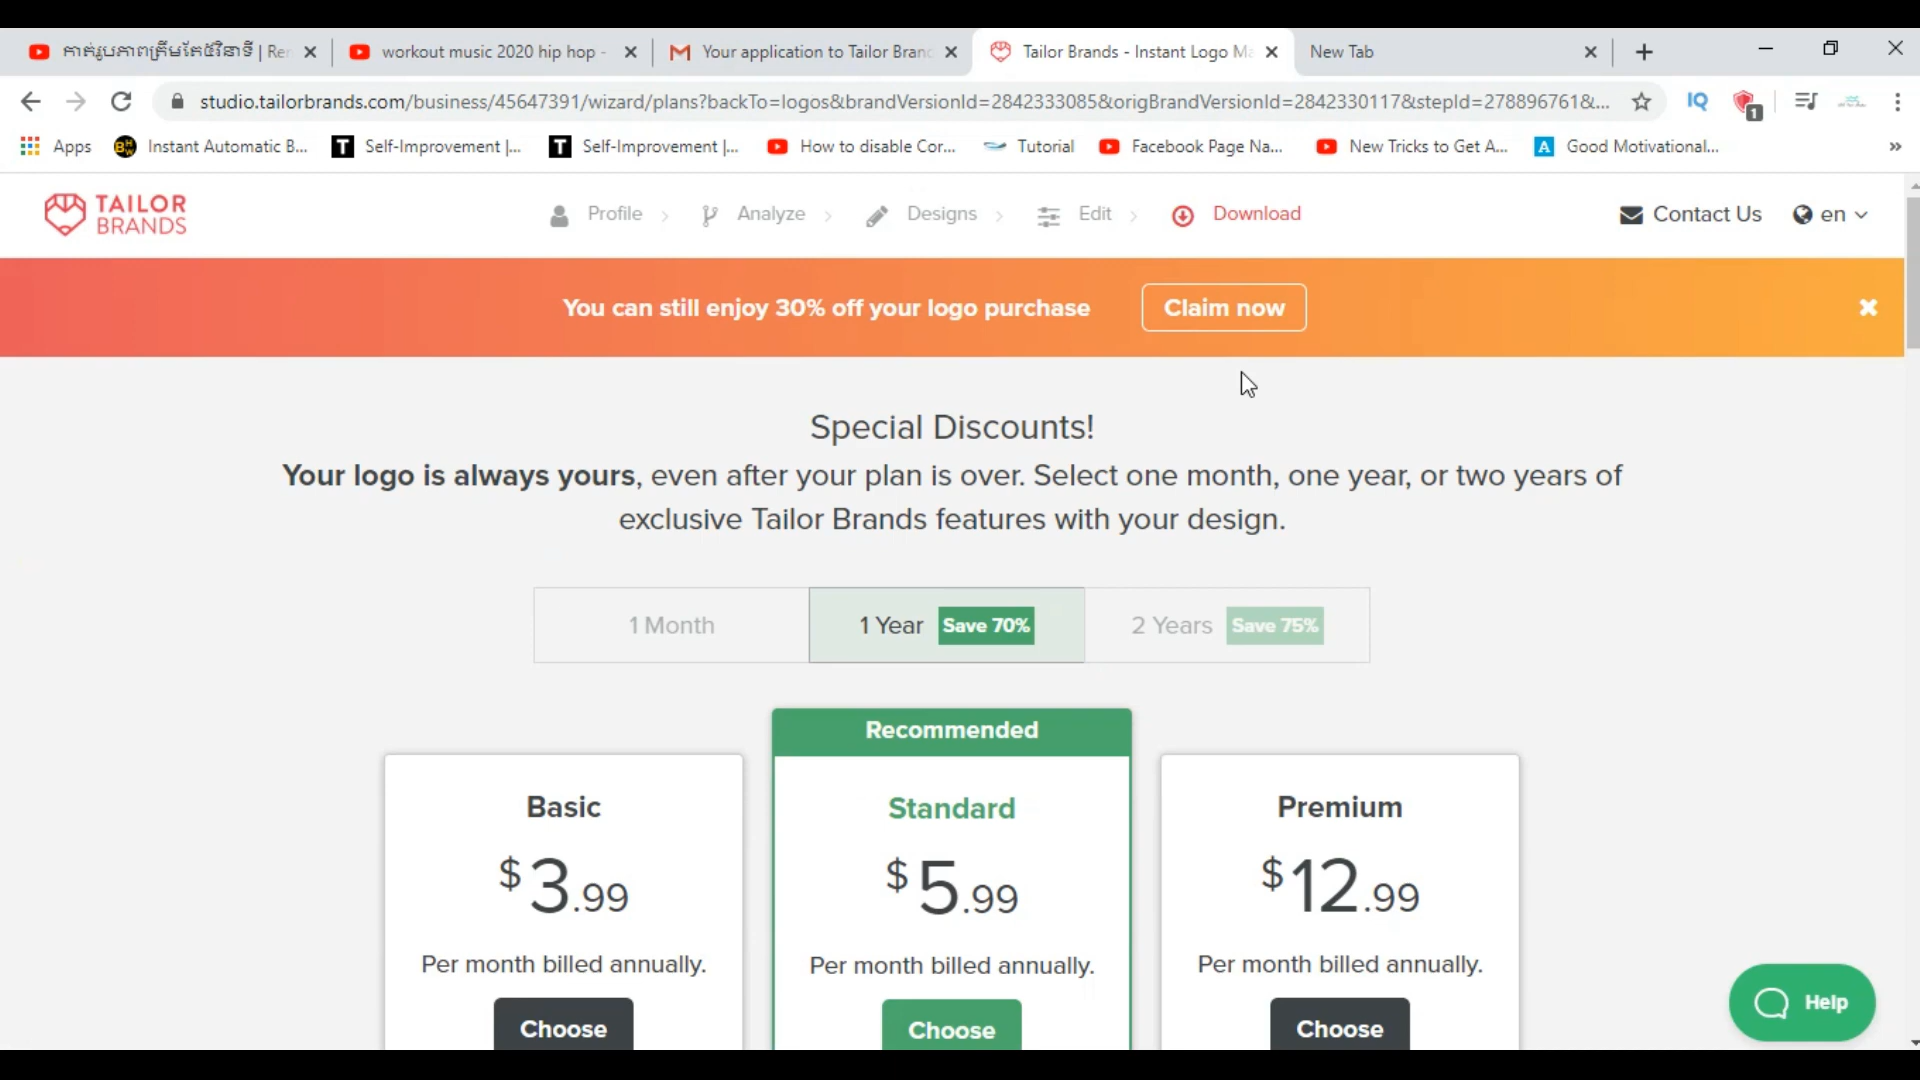 កាត់រូបភាពត្រឹមតែ៥វិនាទី | Re
workout music 2020 hip hop -
Your application to Tailor Bran
Tailor Brands - Instant Logo Ma
New Tab
studio.tailorbrands.com/business/45647391/wizard/plans?backTo=logos&brandVersionId=2842333085&origBrandVersionId=2842330117&stepId=278896761&...
IQ
1
Apps
Instant Automatic B...
T
Self-Improvement |...
T
Self-Improvement |...
How to disable Cor...
Tutorial
Facebook Page Na...
New Tricks to Get A...
A
Good Motivational...
TAILOR
BRANDS
Profile
Analyze
Designs
Edit
Download
Contact Us
en
You can still enjoy 30% off your logo purchase
Claim now
Special Discounts!
Your logo is always yours, even after your plan is over. Select one month, one year, or two years of
exclusive Tailor Brands features with your design.
1 Month
1 Year Save 70%
2 Years Save 75%
Recommended
Basic
$3.99
Per month billed annually.
Choose
Standard
$5.99
Per month billed annually.
Choose
Premium
$12.99
Per month billed annually.
Choose
Help